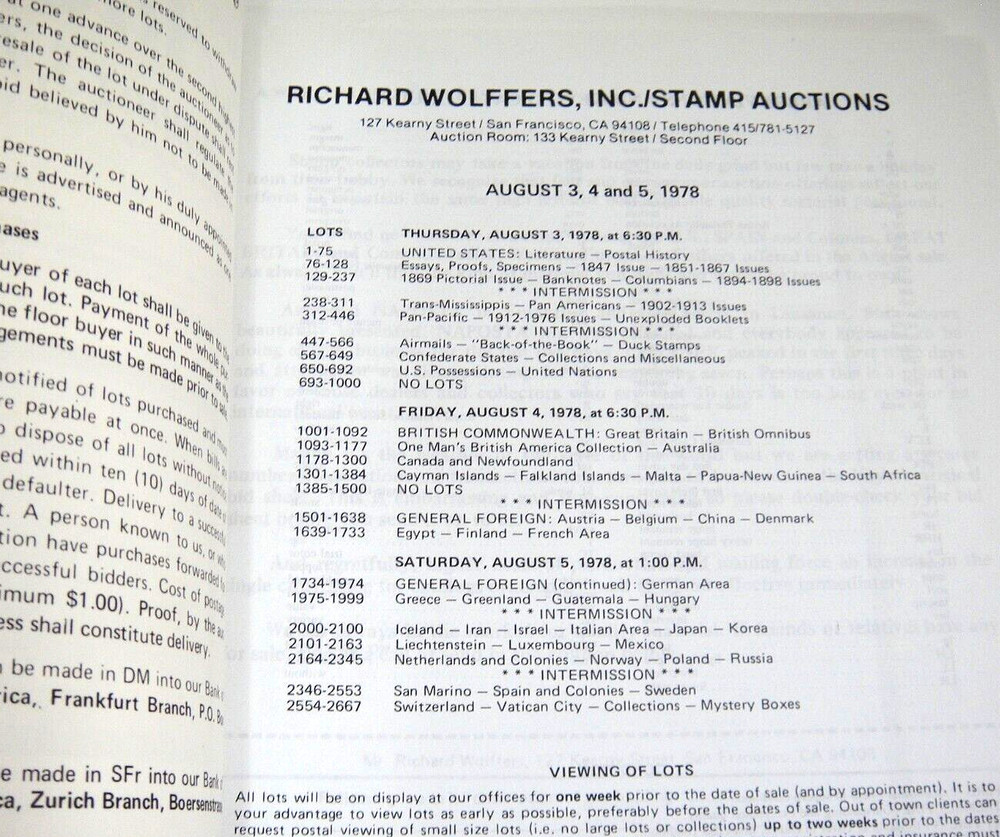 reserved to withdraw
more lots.
at one advance over the second
ers, the decision of the auctioneer
resale of the lot under dispute shall
er. The auctioneer shall regulate
bid believed by him not to be made
personally, or by his duly
e is advertised and announced
agents.
ases
uyer of each lot shall be given to
uch lot. Payment of the whole
he floor buyer in such manner as
gements must be made prior to
notified of lots purchased and
re payable at once. When bills
o dispose of all lots without
ed within ten (10) days of
defaulter. Delivery to a
t. A person known to us, or
tion have purchases forwarded
ccessful bidders. Cost of
imum $1.00). Proof, by the
ess shall constitute delivery.
n be made in DM into our Bank
rica, Frankfurt Branch, P.O.
e made in SFr into our Bank
ca, Zurich Branch,
RICHARD WOLFFERS, INC./STAMP AUCTIONS
127 Kearny Street / San Francisco, CA 94108 / Telephone 415/781-5127
Auction Room: 133 Kearny Street / Second Floor
AUGUST 3, 4 and 5, 1978
LOTS THURSDAY, AUGUST 3, 1978, at 6:30 P.M.
1-75 UNITED STATES: Literature – Postal History
76-128 Essays, Proofs, Specimens – 1847 Issue – 1851-1867 Issues
129-237 1869 Pictorial Issue – Banknotes – Columbians – 1894-1898 Issues
* * * INTERMISSION * * *
238-311 Trans-Mississippis – Pan Americans – 1902-1913 Issues
312-446 Pan-Pacific – 1912-1976 Issues – Unexploded Booklets
* * * INTERMISSION * * *
447-566 Airmails – "Back-of-the-Book" – Duck Stamps
567-649 Confederate States – Collections and Miscellaneous
650-692 U.S. Possessions – United Nations
693-1000 NO LOTS
FRIDAY, AUGUST 4, 1978, at 6:30 P.M.
1001-1092 BRITISH COMMONWEALTH: Great Britain – British Omnibus
1093-1177 One Man's British America Collection – Australia
1178-1300 Canada and Newfoundland
1301-1384 Cayman Islands – Falkland Islands – Malta – Papua-New Guinea – South Africa
1385-1500 NO LOTS
* * * INTERMISSION * * *
1501-1638 GENERAL FOREIGN: Austria – Belgium – China – Denmark
1639-1733 Egypt – Finland – French Area
SATURDAY, AUGUST 5, 1978, at 1:00 P.M.
1734-1974 GENERAL FOREIGN (continued): German Area
1975-1999 Greece – Greenland – Guatemala – Hungary
* * * INTERMISSION * * *
2000-2100 Iceland – Iran – Israel – Italian Area – Japan – Korea
2101-2163 Liechtenstein – Luxembourg – Mexico
2164-2345 Netherlands and Colonies – Norway – Poland – Russia
* * * INTERMISSION * * *
2346-2553 San Marino – Spain and Colonies – Sweden
2554-2667 Switzerland – Vatican City – Collections – Mystery Boxes
VIEWING OF LOTS
All lots will be on display at our offices for one week prior to the date of sale (and by appointment). It is to
your advantage to view lots as early as possible, preferably before the dates of sale. Out of town clients can
request postal viewing of small size lots (i.e. no large lots or collections) up to two weeks prior to the dates